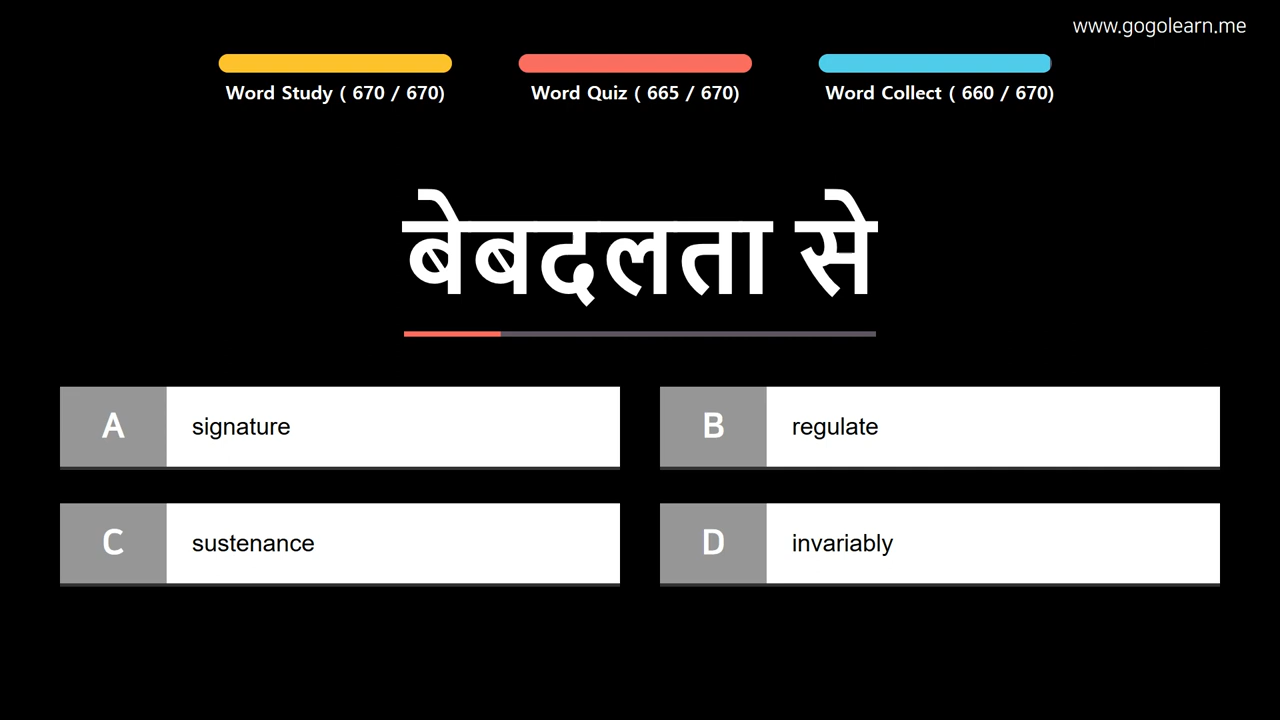 www.gogolearn.me
Word Study ( 670 / 670)
Word Quiz ( 665 / 670)
Word Collect ( 660 / 670)
बेबदलता से
A signature
B regulate
C sustenance
D invariably